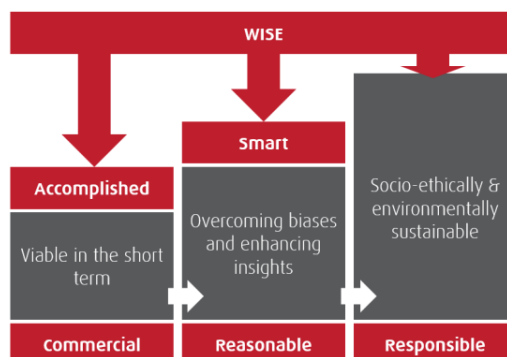 WISE
Accomplished
Viable in the short
term
Commercial
Smart
Overcoming biases
and enhancing
insights
Reasonable
Socio-ethically &
environmentally
sustainable
Responsible